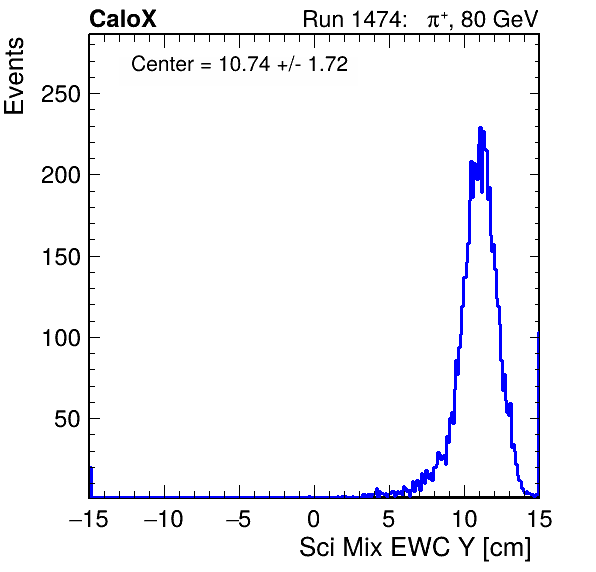 CaloX Run 1474: π⁺, 80 GeV
Center = 10.74 +/- 1.72
Events
250
200
150
100
50
−15 −10 −5 0 5 10 15
Sci Mix EWC Y [cm]